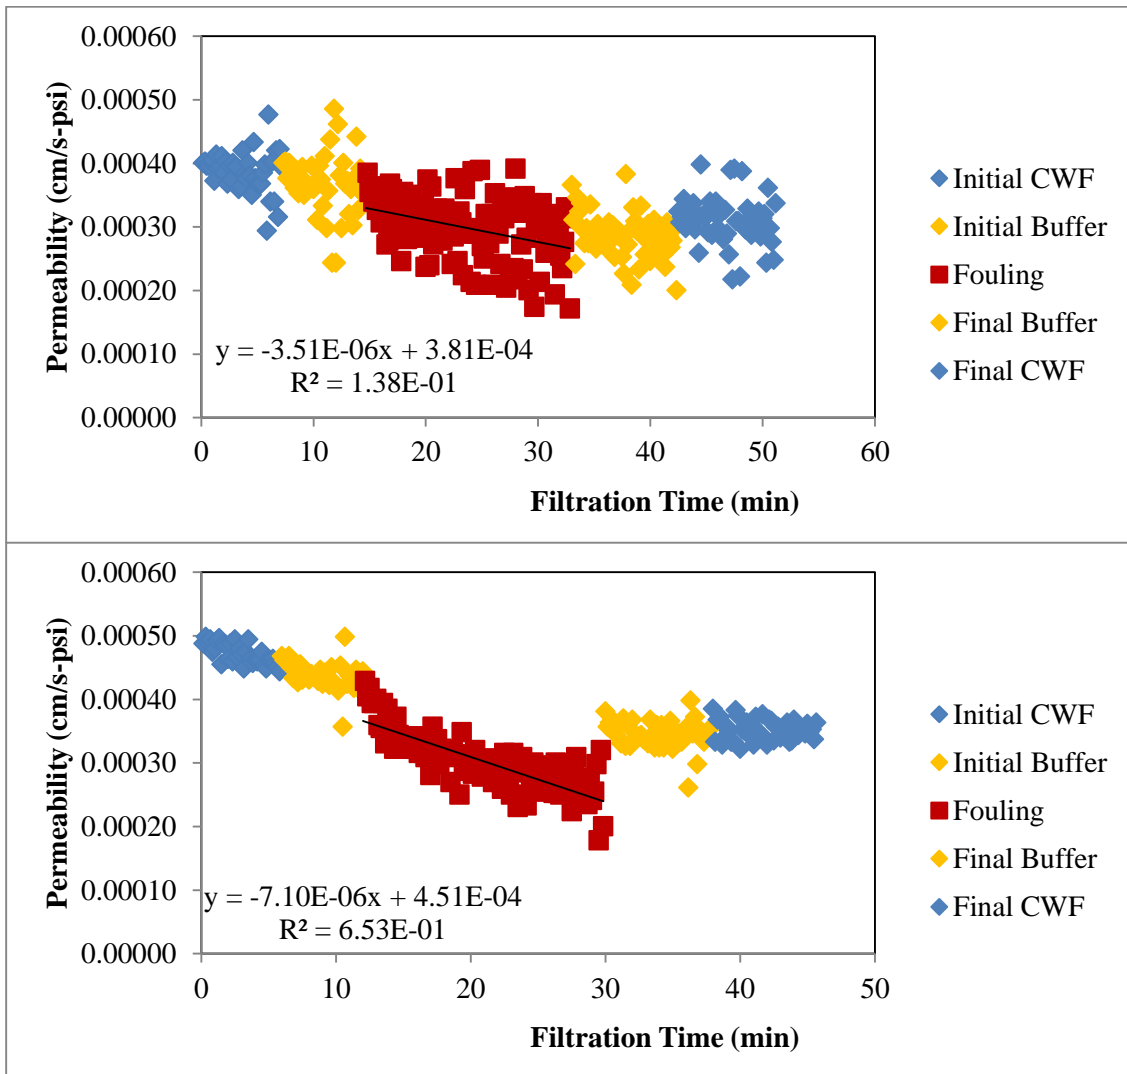 Permeability (cm/s-psi)
0.00060
0.00050
0.00040
0.00030
0.00020
0.00010
0.00000
y = -3.51E-06x + 3.81E-04
R² = 1.38E-01
0 10 20 30 40 50 60
Filtration Time (min)
Initial CWF
Initial Buffer
Fouling
Final Buffer
Final CWF
Permeability (cm/s-psi)
0.00060
0.00050
0.00040
0.00030
0.00020
0.00010
0.00000
y = -7.10E-06x + 4.51E-04
R² = 6.53E-01
0 10 20 30 40 50
Filtration Time (min)
Initial CWF
Initial Buffer
Fouling
Final Buffer
Final CWF